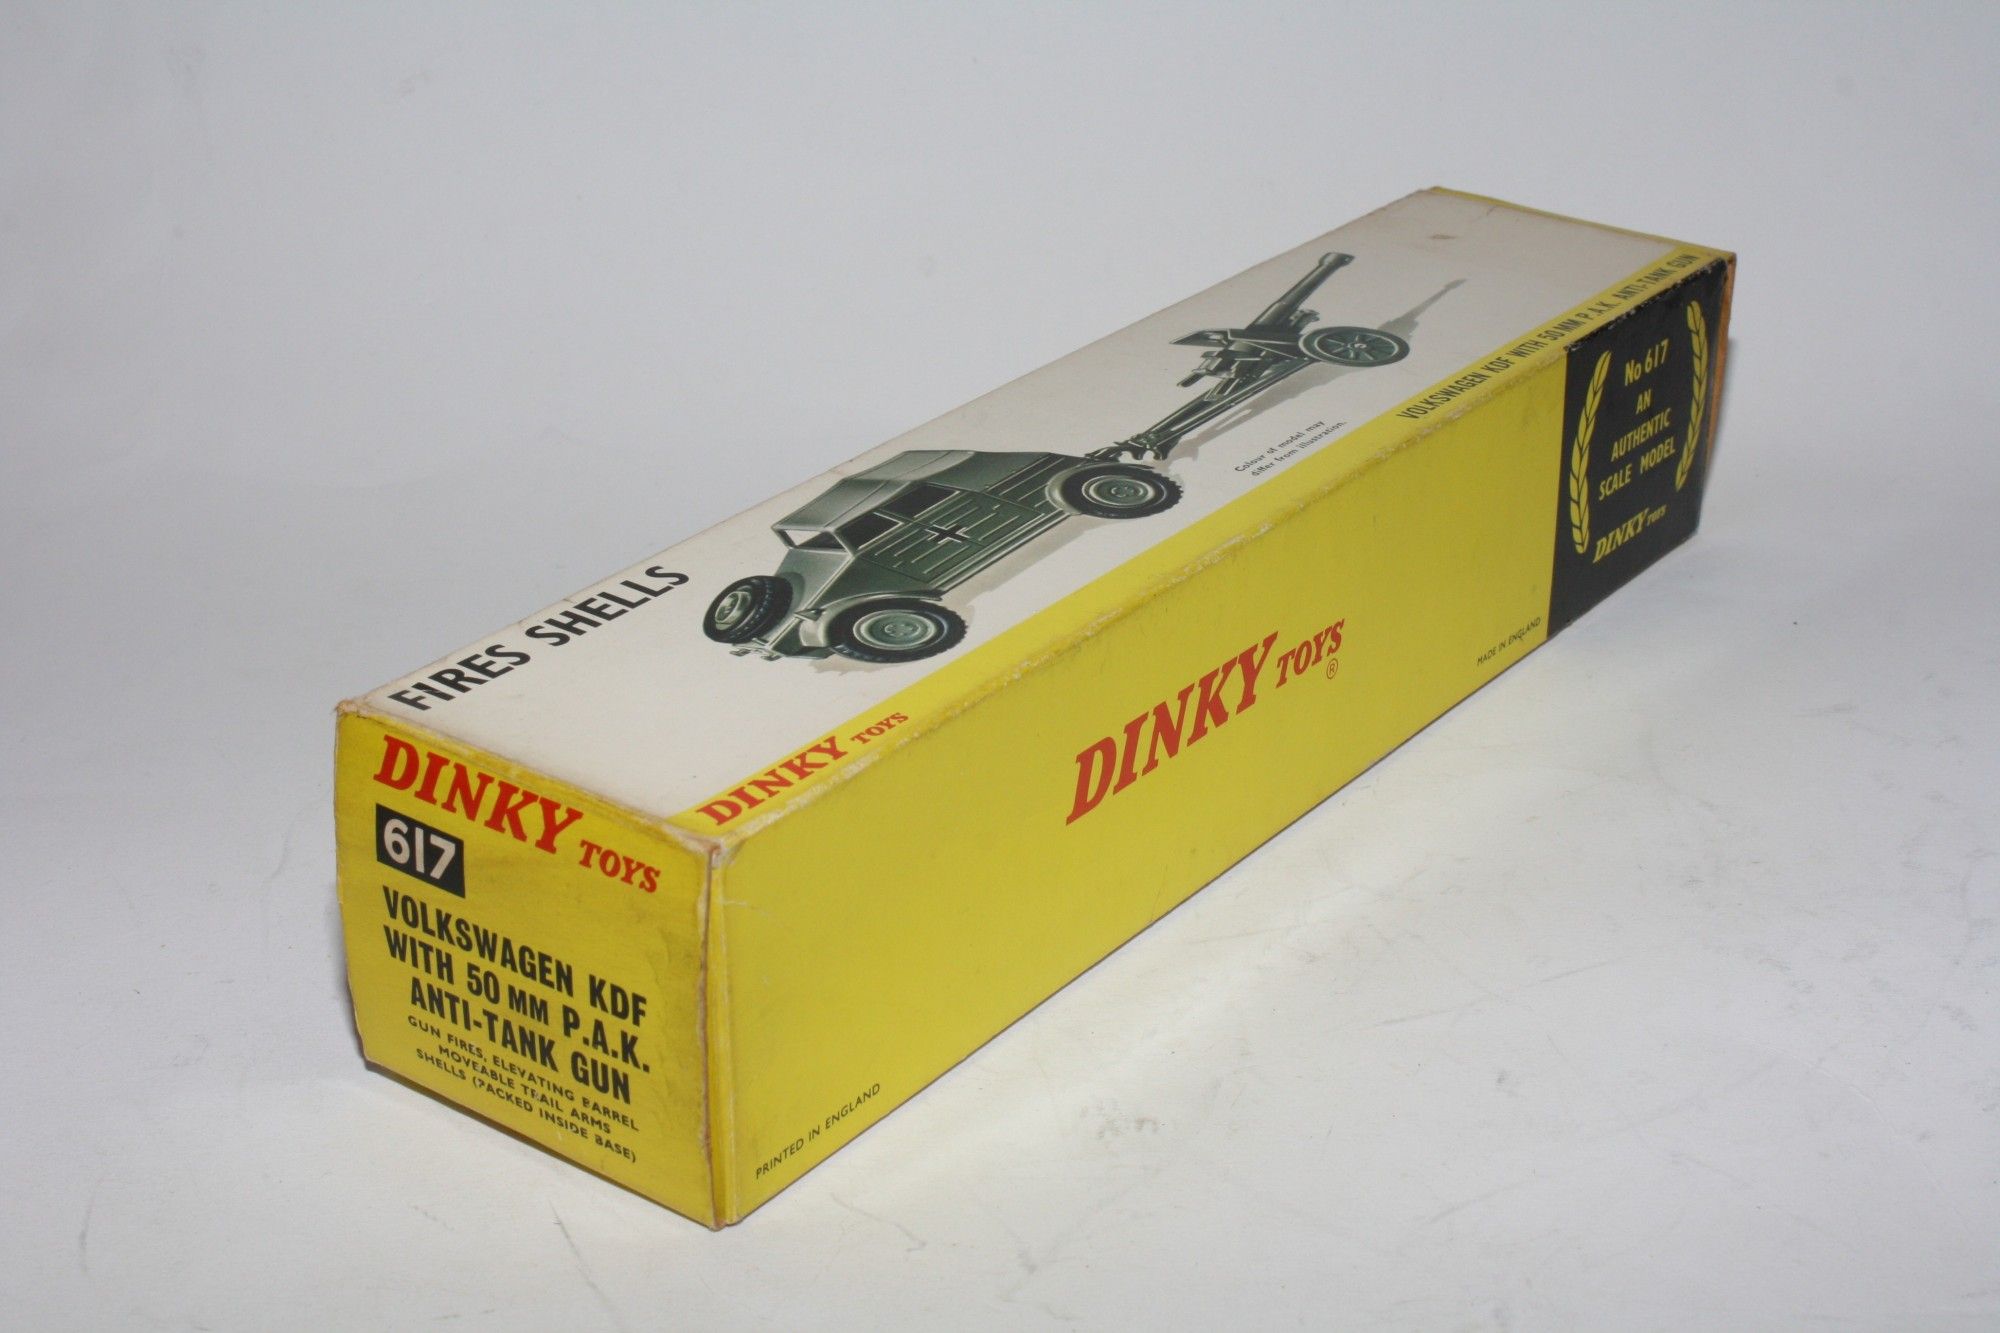 FIRES SHELLS
Colour of model may
differ from illustration.
DINKY TOYS
VOLKSWAGEN KDF WITH 50 MM P.A.K. ANTI-TANK GUN
DINKY TOYS
617
VOLKSWAGEN KDF
WITH 50 MM P.A.K.
ANTI-TANK GUN
GUN FIRES, ELEVATING BARREL
MOVEABLE TRAIL ARMS
SHELLS (PACKED INSIDE BASE)
PRINTED IN ENGLAND
DINKY TOYS
®
MADE IN ENGLAND
No 617
AN
AUTHENTIC
SCALE MODEL
DINKY TOYS